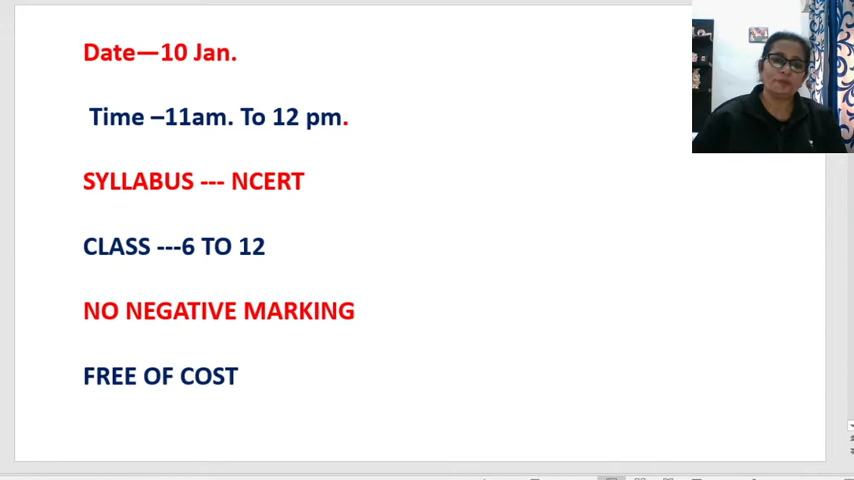 Date—10 Jan.
Time –11am. To 12 pm.
SYLLABUS --- NCERT
CLASS ---6 TO 12
NO NEGATIVE MARKING
FREE OF COST